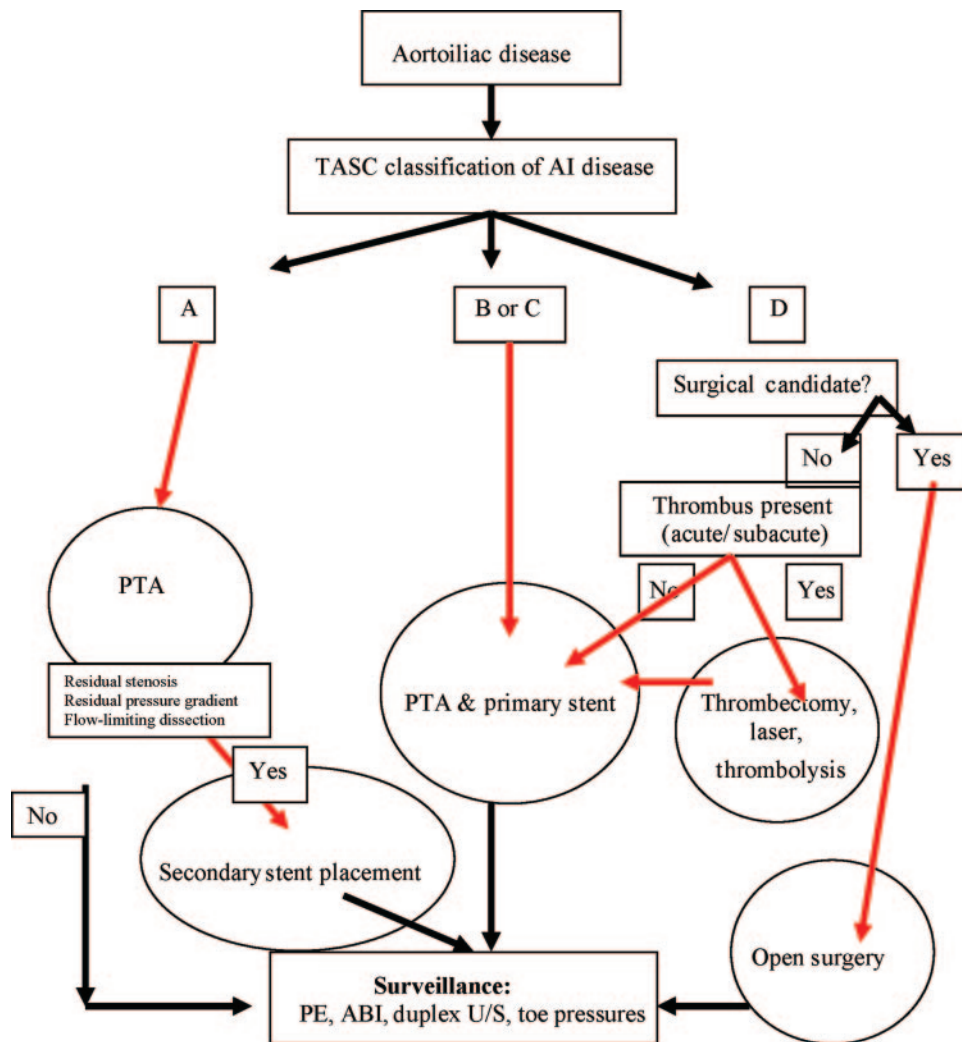 Aortoiliac disease
TASC classification of AI disease
A
B or C
D
Surgical candidate?
No
Yes
Thrombus present
(acute/subacute)
No
Yes
PTA
Residual stenosis
Residual pressure gradient
Flow-limiting dissection
PTA & primary stent
Thrombectomy,
laser,
thrombolysis
Yes
No
Secondary stent placement
Open surgery
Surveillance:
PE, ABI, duplex U/S, toe pressures